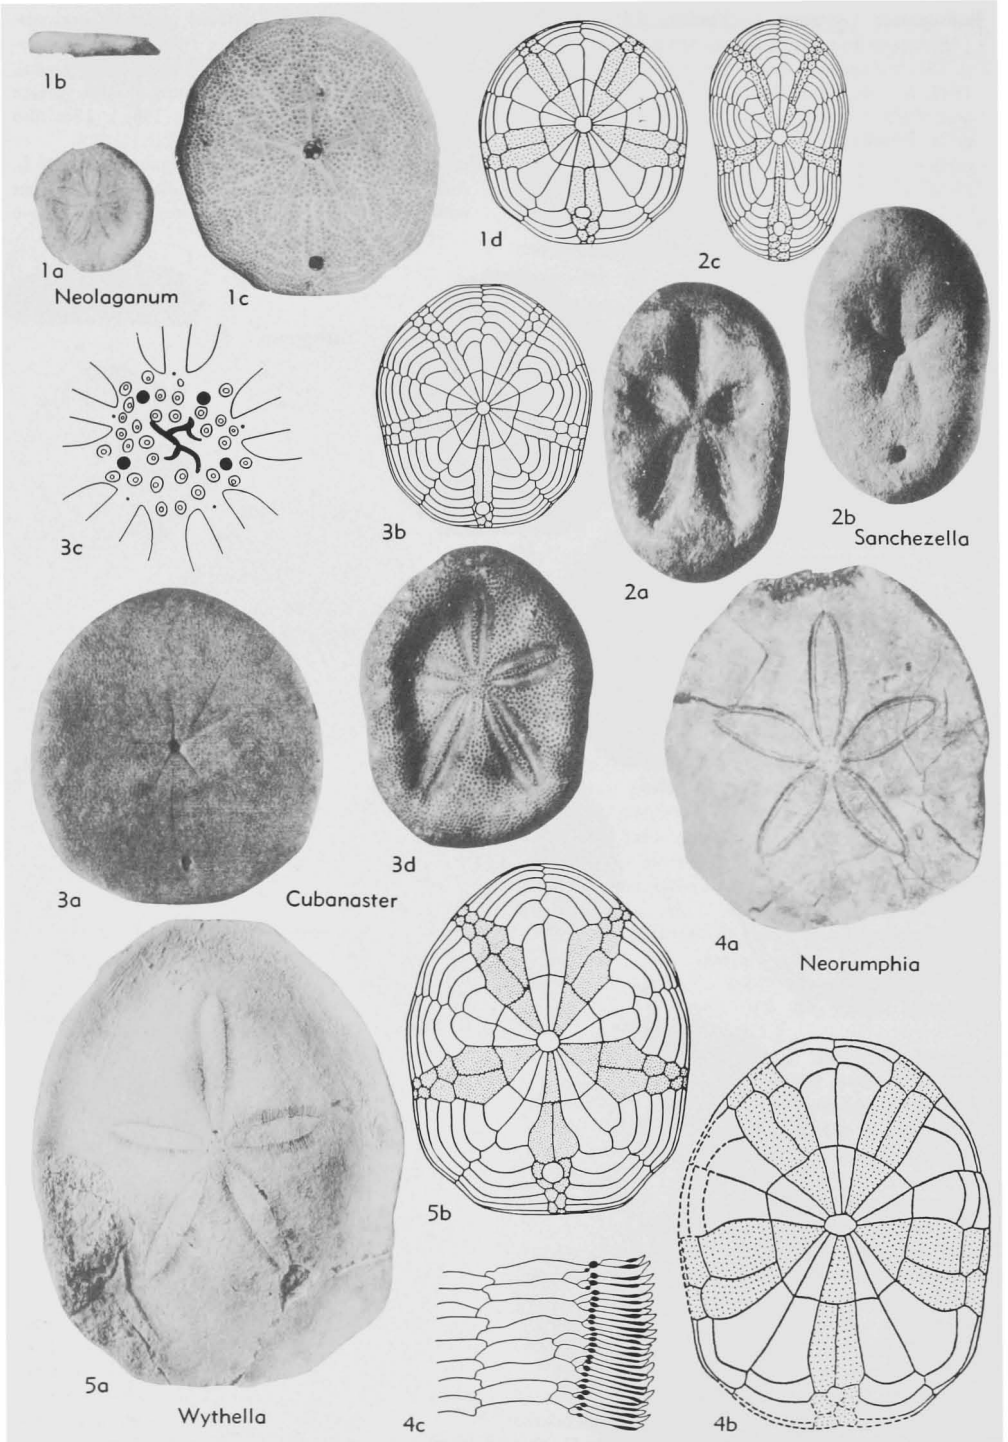 1b
1a
Neolaganum
1c
1d
2c
3c
3b
2a
2b
Sanchezella
3a
3d
Cubanaster
4a
Neorumphia
5a
Wythella
5b
4c
4b